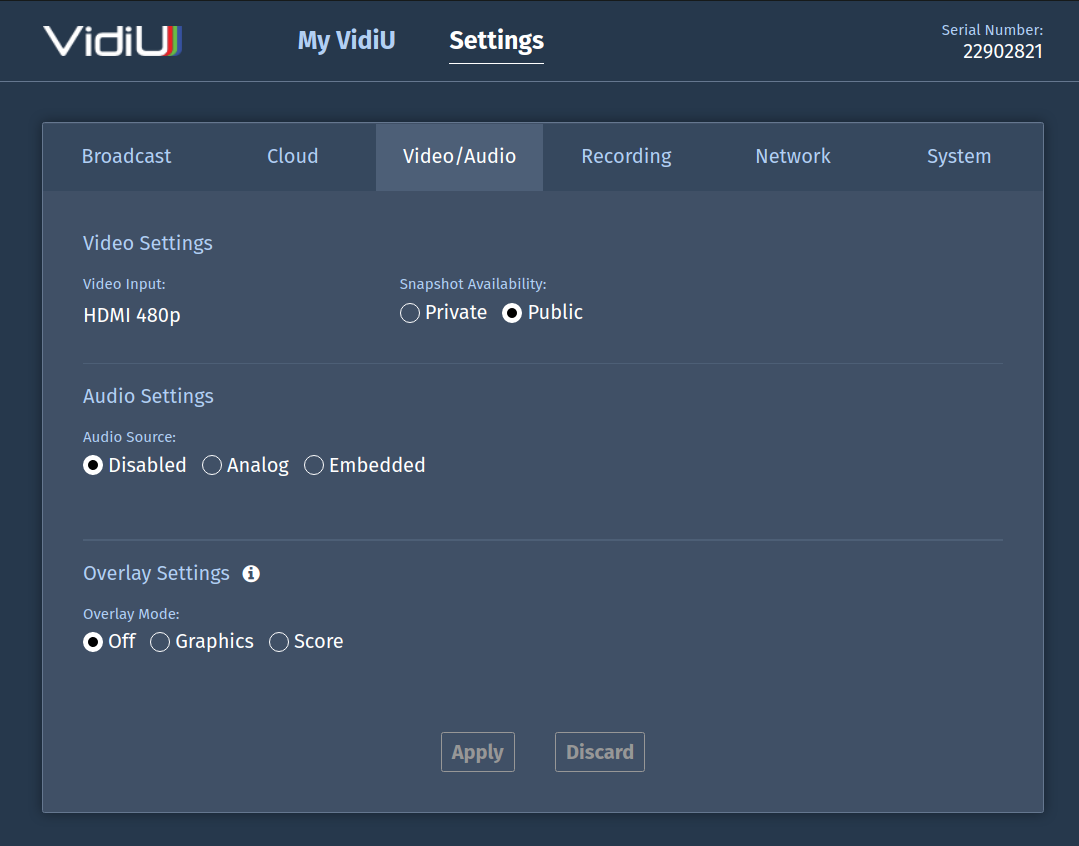 VidiU
My VidiU
Settings
Serial Number:
22902821
Broadcast
Cloud
Video/Audio
Recording
Network
System
Video Settings
Video Input:
HDMI 480p
Snapshot Availability:
Private
Public
Audio Settings
Audio Source:
Disabled
Analog
Embedded
Overlay Settings
Overlay Mode:
Off
Graphics
Score
Apply
Discard